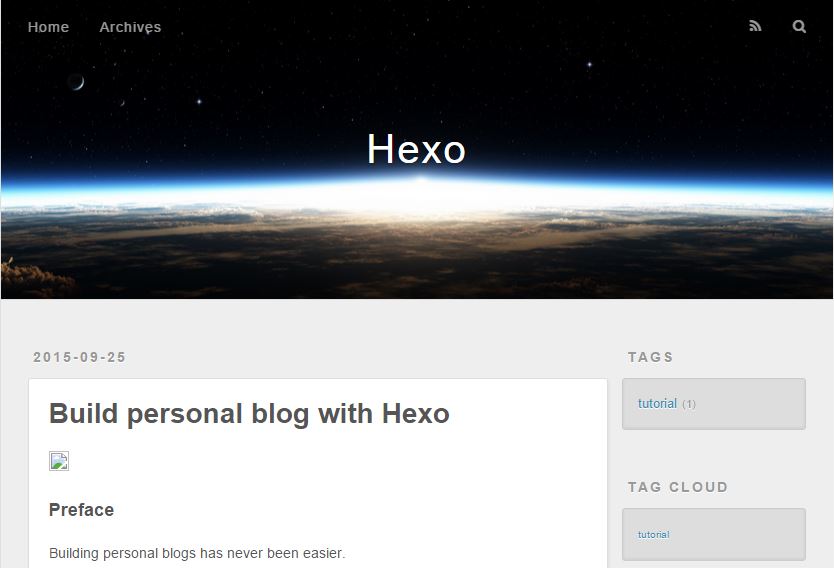 Home Archives
Hexo
2015-09-25
Build personal blog with Hexo
Preface
Building personal blogs has never been easier.
TAGS
tutorial (1)
TAG CLOUD
tutorial